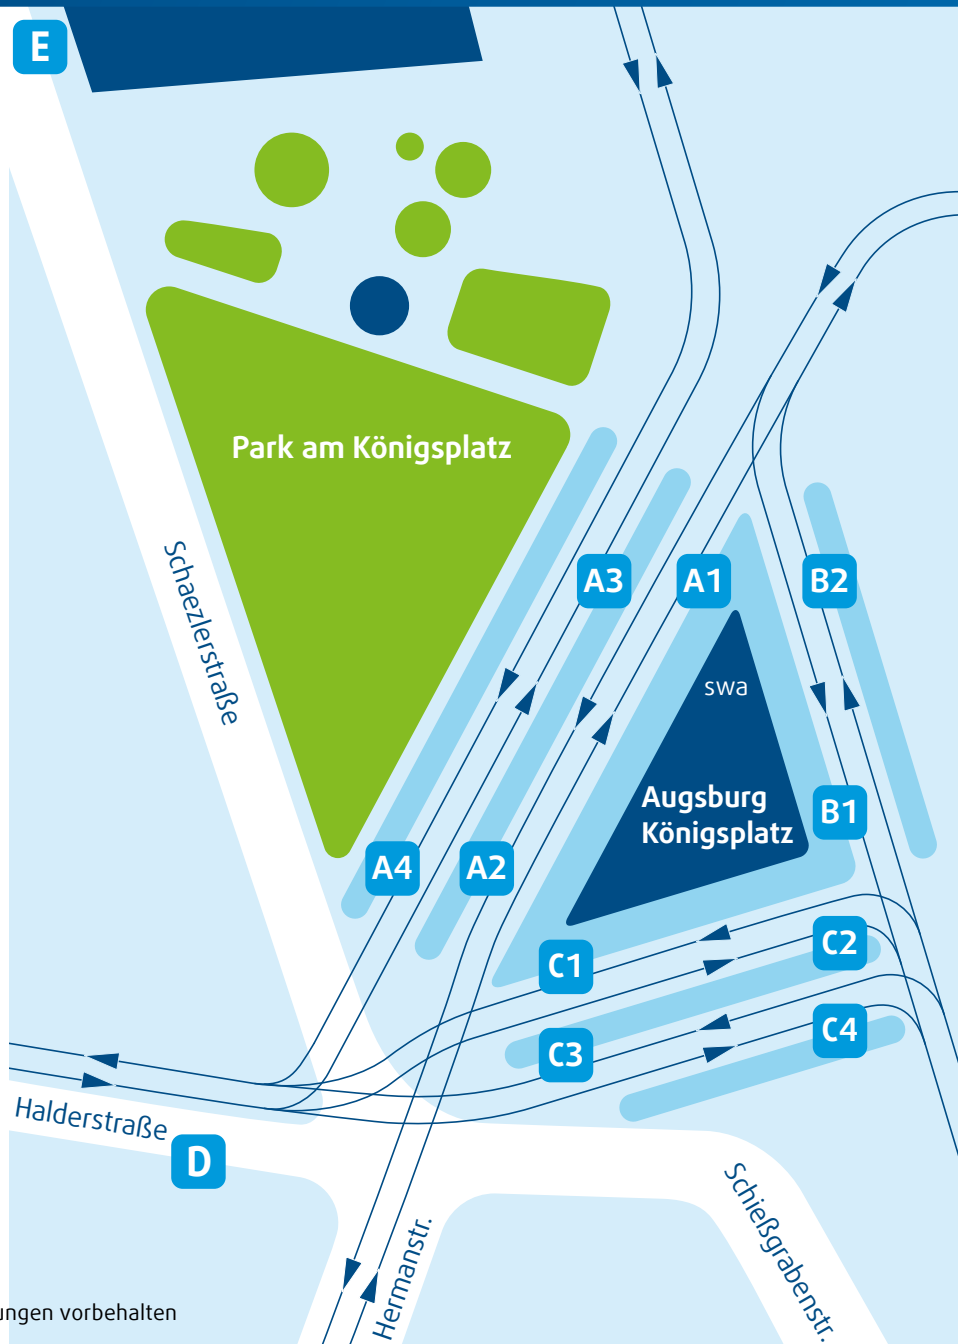 E
Park am Königsplatz
Schaezlerstraße
A3
A1
B2
swa
Augsburg
Königsplatz
B1
A4
A2
C1
C2
C3
C4
Halderstraße
D
Hermanstr.
Schießgrabenstr.
ungen vorbehalten